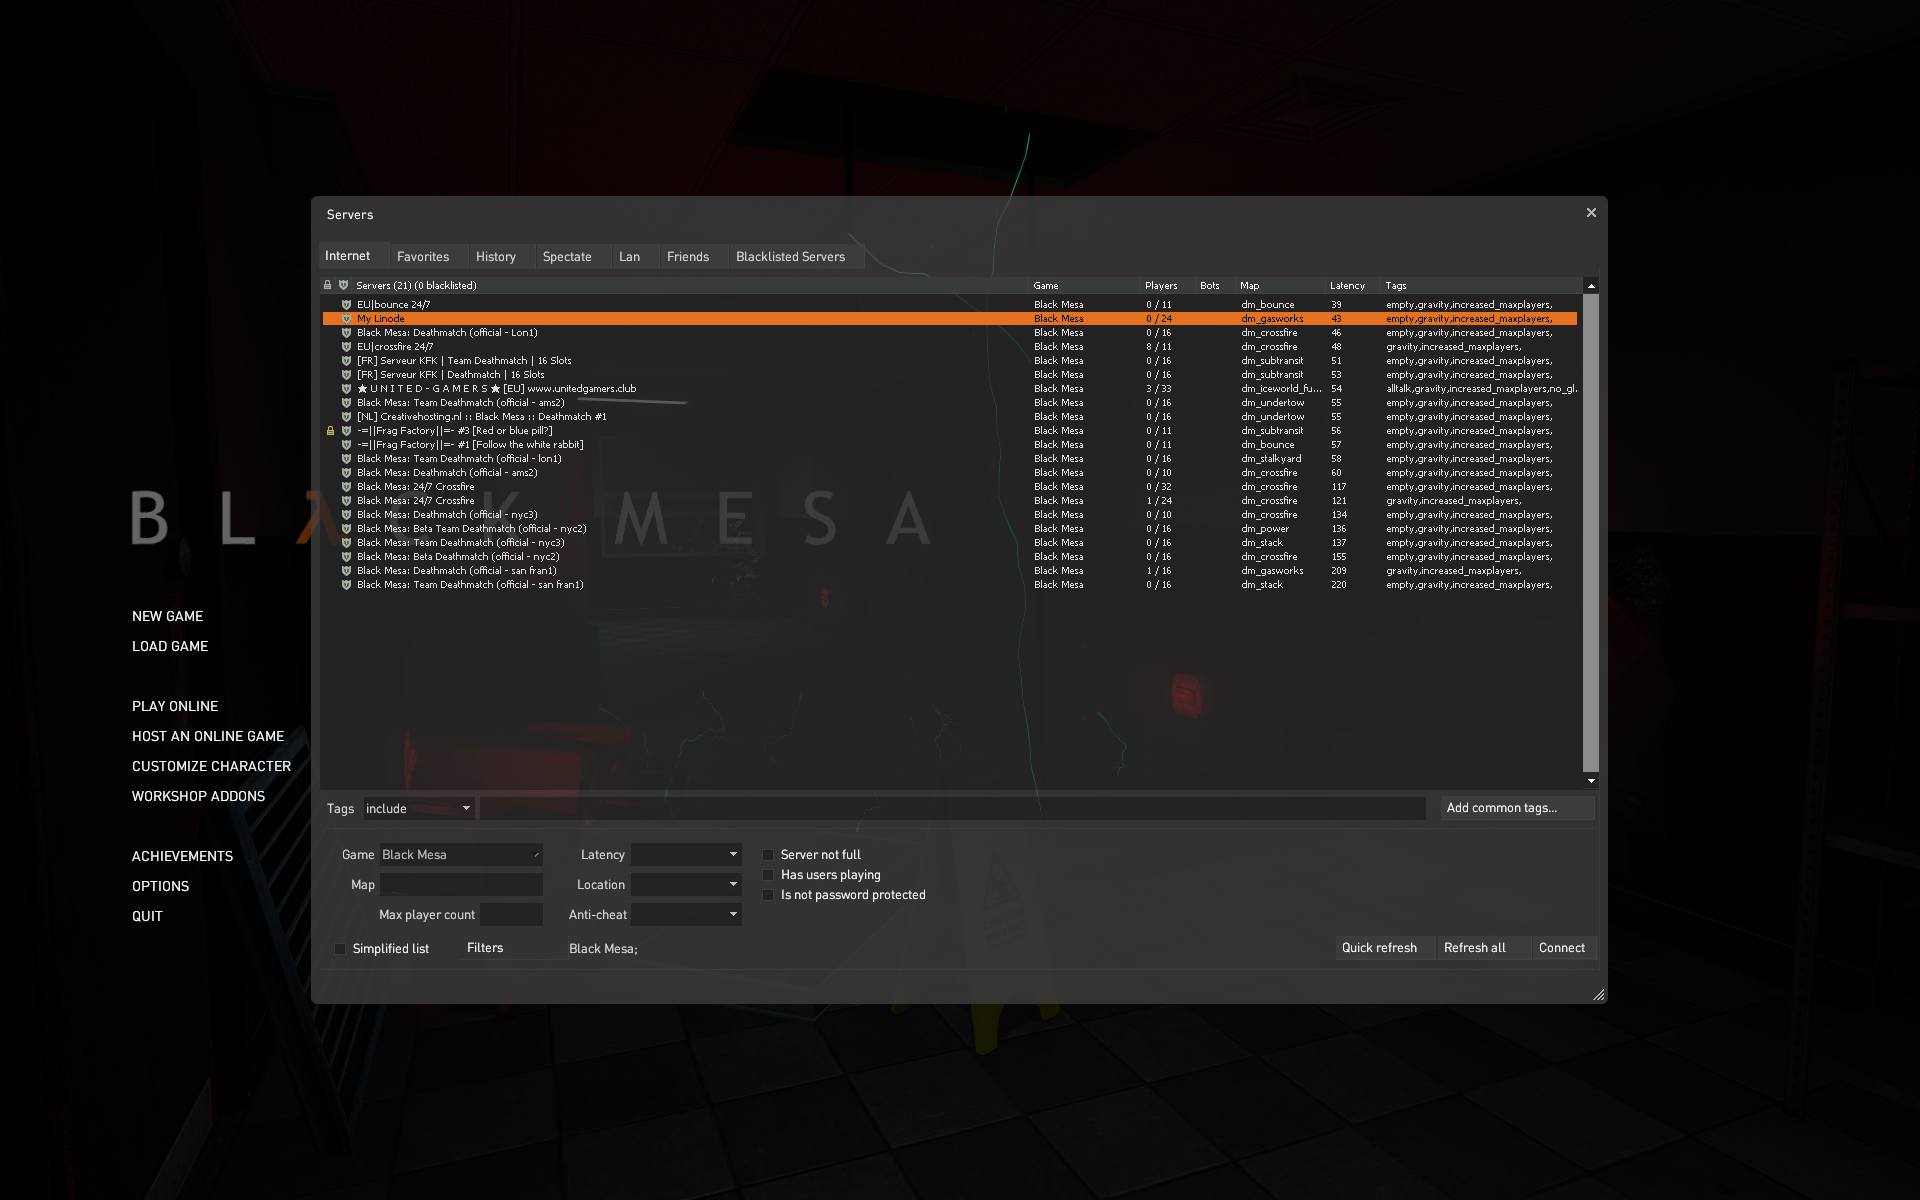 Servers
Internet Favorites History Spectate Lan Friends Blacklisted Servers
Servers (21) (0 blacklisted) Game Players Bots Map Latency Tags
EU|bounce 24/7 Black Mesa 0 / 11 dm_bounce 39 empty,gravity,increased_maxplayers,
My Linode Black Mesa 0 / 24 dm_gasworks 43 empty,gravity,increased_maxplayers,
Black Mesa: Deathmatch (official - Lon1) Black Mesa 0 / 16 dm_crossfire 46 empty,gravity,increased_maxplayers,
EU|crossfire 24/7 Black Mesa 8 / 11 dm_crossfire 48 gravity,increased_maxplayers,
[FR] Serveur KFK | Team Deathmatch | 16 Slots Black Mesa 0 / 16 dm_subtransit 51 empty,gravity,increased_maxplayers,
[FR] Serveur KFK | Deathmatch | 16 Slots Black Mesa 0 / 16 dm_subtransit 53 empty,gravity,increased_maxplayers,
★ U N I T E D - G A M E R S ★ [EU] www.unitedgamers.club Black Mesa 3 / 33 dm_iceworld_fu... 54 alltalk,gravity,increased_maxplayers,no_gl.
Black Mesa: Team Deathmatch (official - ams2) Black Mesa 0 / 16 dm_undertow 55 empty,gravity,increased_maxplayers,
[NL] Creativehosting.nl :: Black Mesa :: Deathmatch #1 Black Mesa 0 / 16 dm_undertow 55 empty,gravity,increased_maxplayers,
-=||Frag Factory||=- #3 [Red or blue pill?] Black Mesa 0 / 11 dm_subtransit 56 empty,gravity,increased_maxplayers,
-=||Frag Factory||=- #1 [Follow the white rabbit] Black Mesa 0 / 11 dm_bounce 57 empty,gravity,increased_maxplayers,
Black Mesa: Team Deathmatch (official - lon1) Black Mesa 0 / 16 dm_stalkyard 58 empty,gravity,increased_maxplayers,
Black Mesa: Deathmatch (official - ams2) Black Mesa 0 / 10 dm_crossfire 60 empty,gravity,increased_maxplayers,
Black Mesa: 24/7 Crossfire Black Mesa 0 / 32 dm_crossfire 117 empty,gravity,increased_maxplayers,
Black Mesa: 24/7 Crossfire Black Mesa 1 / 24 dm_crossfire 121 gravity,increased_maxplayers,
Black Mesa: Deathmatch (official - nyc3) Black Mesa 0 / 10 dm_crossfire 134 empty,gravity,increased_maxplayers,
Black Mesa: Beta Team Deathmatch (official - nyc2) Black Mesa 0 / 16 dm_power 136 empty,gravity,increased_maxplayers,
Black Mesa: Team Deathmatch (official - nyc3) Black Mesa 0 / 16 dm_stack 137 empty,gravity,increased_maxplayers,
Black Mesa: Beta Deathmatch (official - nyc2) Black Mesa 0 / 16 dm_crossfire 155 empty,gravity,increased_maxplayers,
Black Mesa: Deathmatch (official - san fran1) Black Mesa 1 / 16 dm_gasworks 209 gravity,increased_maxplayers,
Black Mesa: Team Deathmatch (official - san fran1) Black Mesa 0 / 16 dm_stack 220 empty,gravity,increased_maxplayers,
BLλCK MESA
NEW GAME
LOAD GAME
PLAY ONLINE
HOST AN ONLINE GAME
CUSTOMIZE CHARACTER
WORKSHOP ADDONS
ACHIEVEMENTS
OPTIONS
QUIT
Tags include Add common tags...
Game Black Mesa Latency Server not full
Has users playing
Map Location Is not password protected
Max player count Anti-cheat
Simplified list Filters Black Mesa; Quick refresh Refresh all Connect